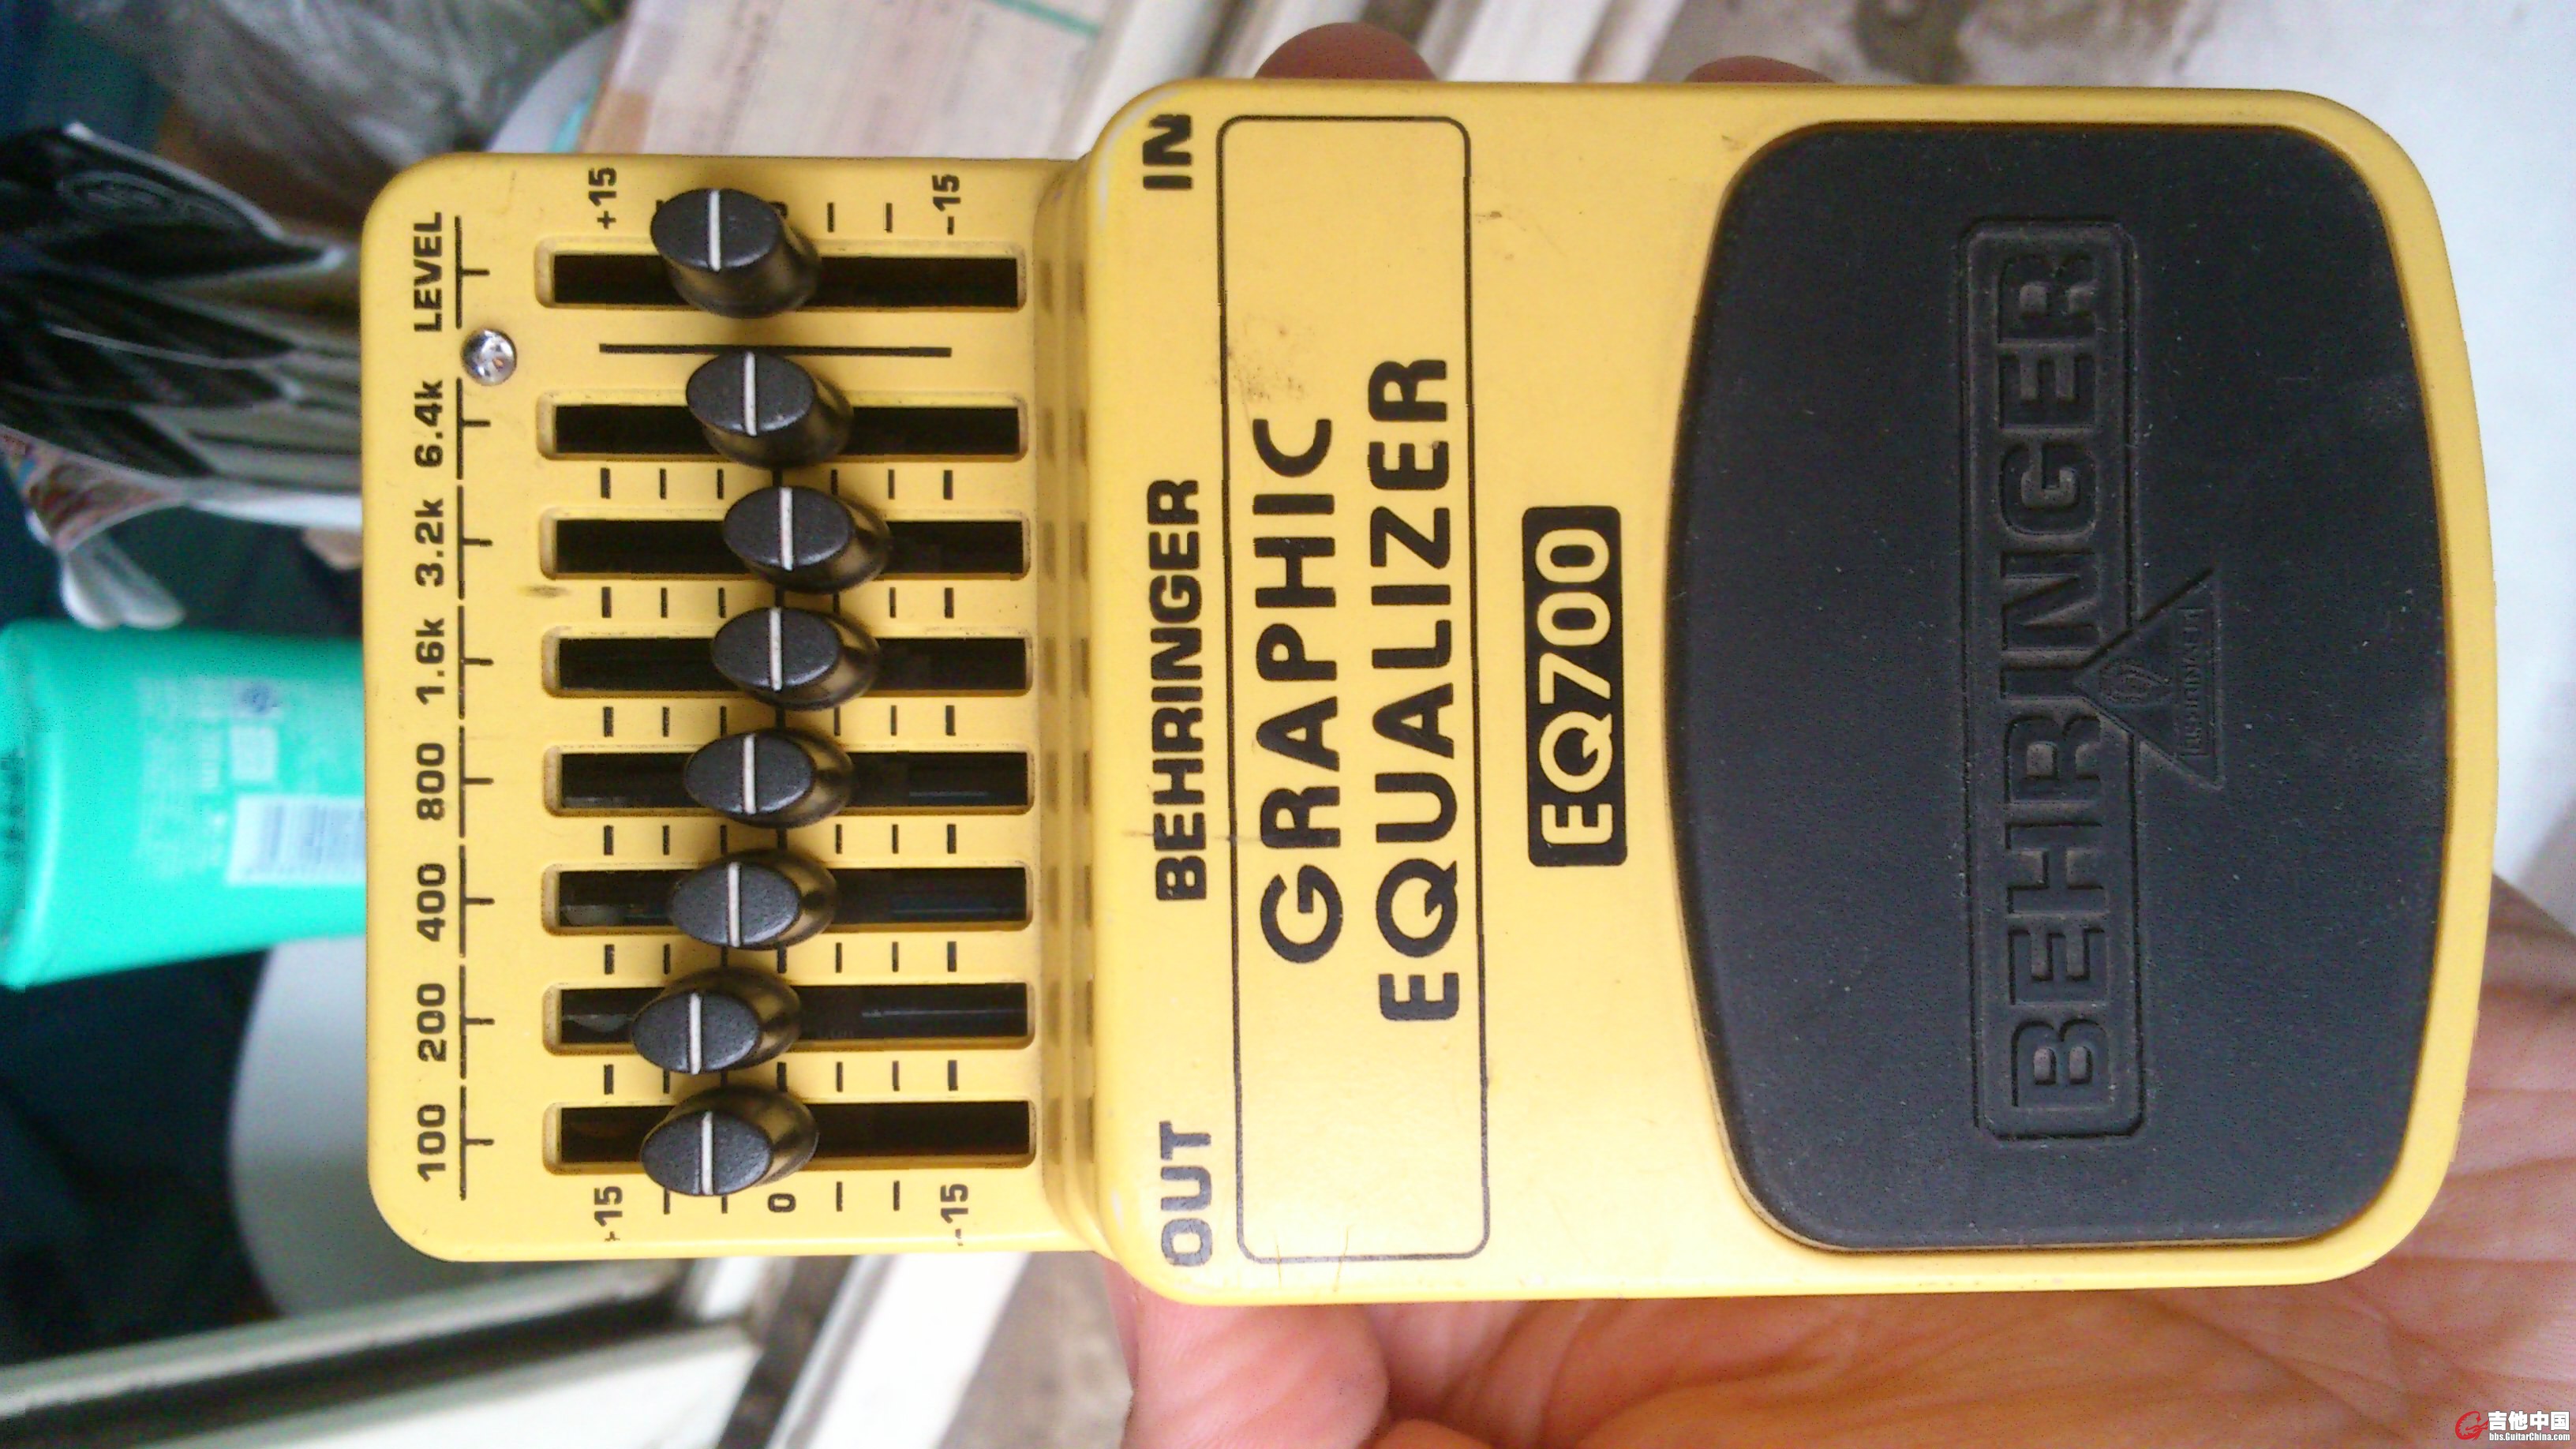 100 200 400 800 1.6k 3.2k 6.4k LEVEL
+15 +15
0
-15 -15
OUT BEHRINGER IN
GRAPHIC
EQUALIZER
EQ700
BEHRINGER
BEHRINGER
吉他中国
bbs.GuitarChina.com